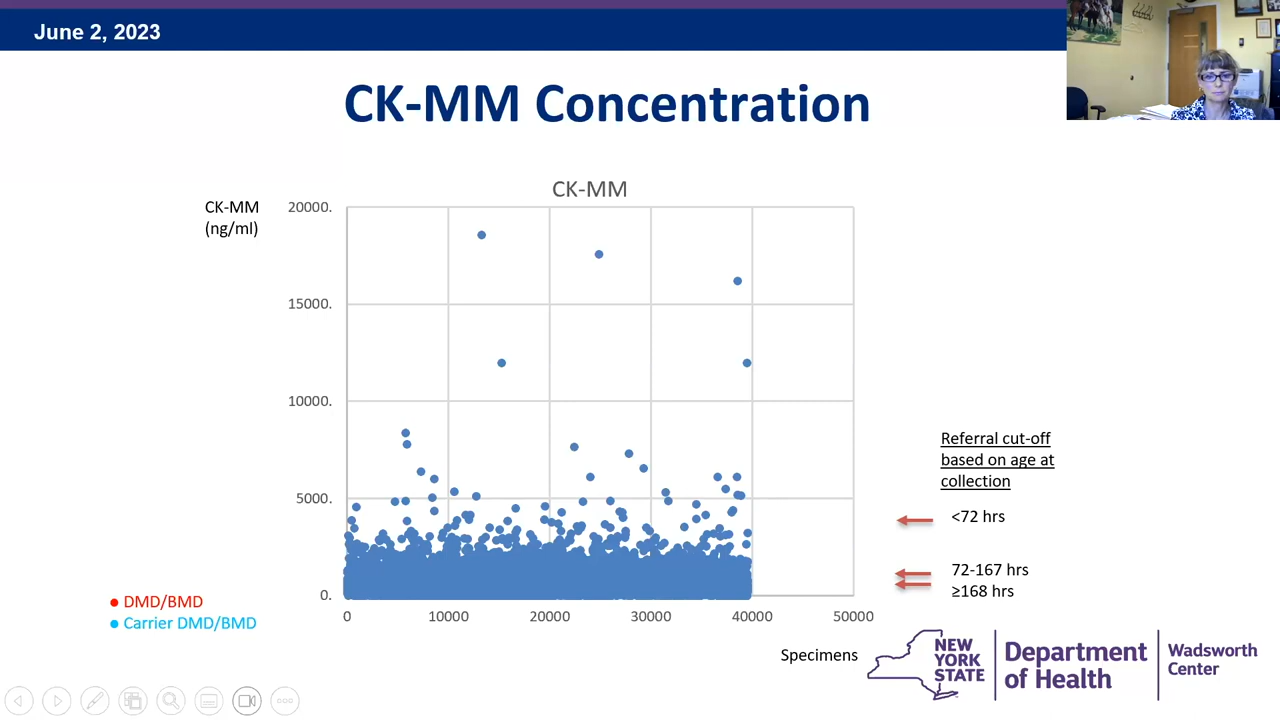 June 2, 2023
CK-MM Concentration
CK-MM
CK-MM
(ng/ml)
20000.
15000.
10000.
5000.
0.
0
10000
20000
30000
40000
50000
Specimens
Referral cut-off
based on age at
collection
<72 hrs
72-167 hrs
≥168 hrs
DMD/BMD
Carrier DMD/BMD
NEW
YORK
STATE
Department
of Health
Wadsworth
Center